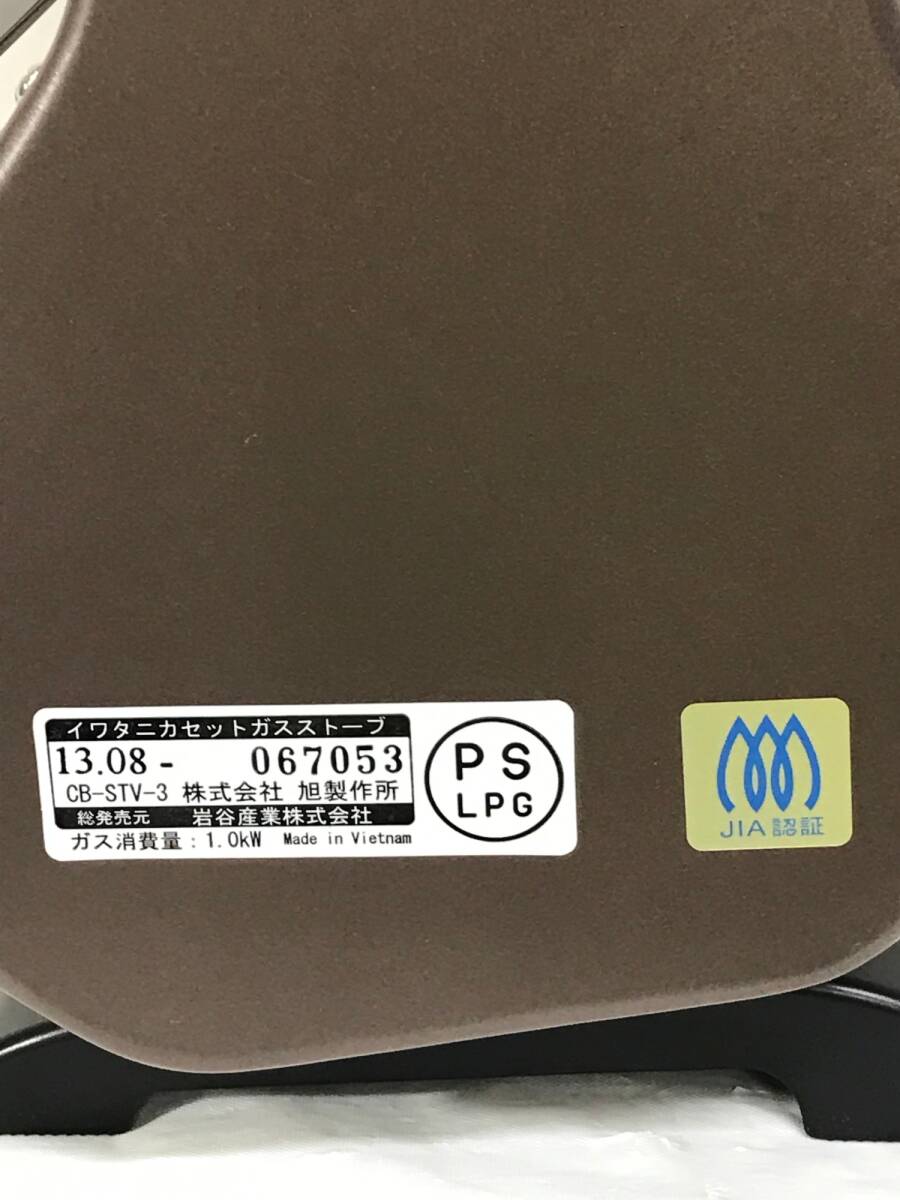 イワタニカセットガスストーブ
13.08 - 067053
CB-STV-3 株式会社 旭製作所
総発売元 岩谷産業株式会社
ガス消費量：1.0kW Made in Vietnam
PS
LPG
JIA認証